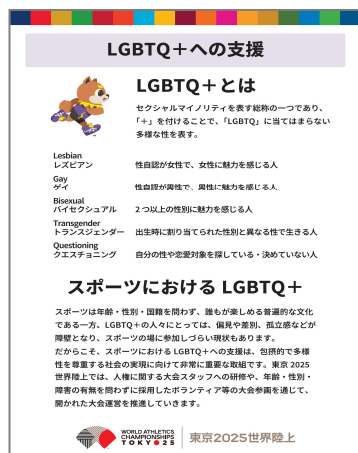 LGBTQ＋への支援
LGBTQ＋とは
セクシャルマイノリティを表す総称の一つであり、
「＋」を付けることで、「LGBTQ」に当てはまらない
多様な性を表す。
Lesbian
レズビアン 性自認が女性で、女性に魅力を感じる人
Gay
ゲイ 性自認が男性で、男性に魅力を感じる人
Bisexual
バイセクシュアル 2つ以上の性別に魅力を感じる人
Transgender
トランスジェンダー 出生時に割り当てられた性別と異なる性で生きる人
Questioning
クエスチョニング 自分の性や恋愛対象を探している・決めていない人
スポーツにおける LGBTQ＋
スポーツは年齢・性別・国籍を問わず、誰もが楽しめる普遍的な文化
である一方、LGBTQ＋の人々にとっては、偏見や差別、孤立感などが
障壁となり、スポーツの場に参加しづらい現状もあります。
だからこそ、スポーツにおける LGBTQ＋への支援は、包摂的で多様
性を尊重する社会の実現に向けて非常に重要な取組です。東京 2025
世界陸上では、人権に関する大会スタッフへの研修や、年齢・性別・
障害の有無を問わずに採用したボランティア等の大会参画を通じて、
開かれた大会運営を推進していきます。
WORLD ATHLETICS
CHAMPIONSHIPS
TOKYO25
東京2025世界陸上